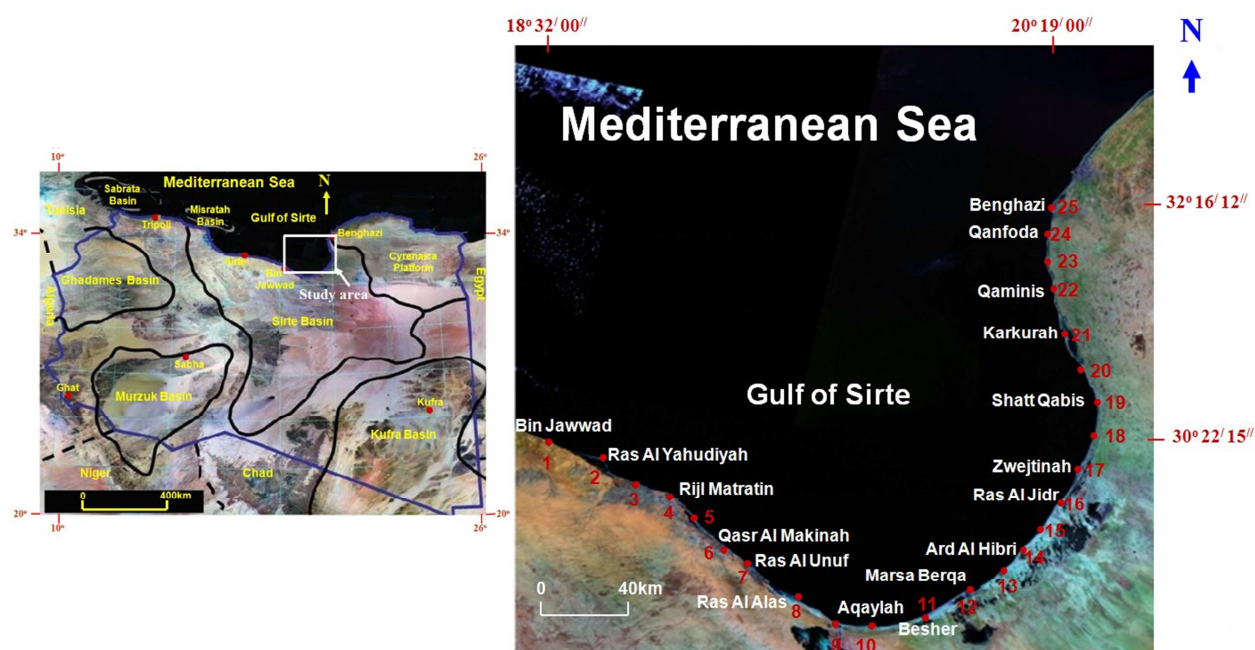 10°
26°
Mediterranean Sea
N
Sabrata
Basin
Misratah
Basin
Tunisia
Tripoli
Gulf of Sirte
34°
34°
Benghazi
Sirte
Bin
Jawwad
Cyrenaica
Platform
Study area
Ghadames Basin
Algeria
Egypt
Sirte Basin
Sabha
Ghat
Murzuk Basin
Kufra
Kufra Basin
Niger
Chad
0
400km
20°
20°
10°
26°
18° 32/ 00//
20° 19/ 00//
N
Mediterranean Sea
Benghazi 25
32° 16/ 12//
Qanfoda 24
23
Qaminis 22
Karkurah 21
20
Gulf of Sirte
Shatt Qabis 19
Bin Jawwad
1
18
30° 22/ 15//
Ras Al Yahudiyah
2
Zwejtinah 17
3
Rijl Matratin
4
Ras Al Jidr 16
5
15
Qasr Al Makinah
6
Ard Al Hibri 14
Ras Al Unuf
7
Marsa Berqa
13
12
0
40km
Ras Al Alas
8
Aqaylah
11
Besher
9
10